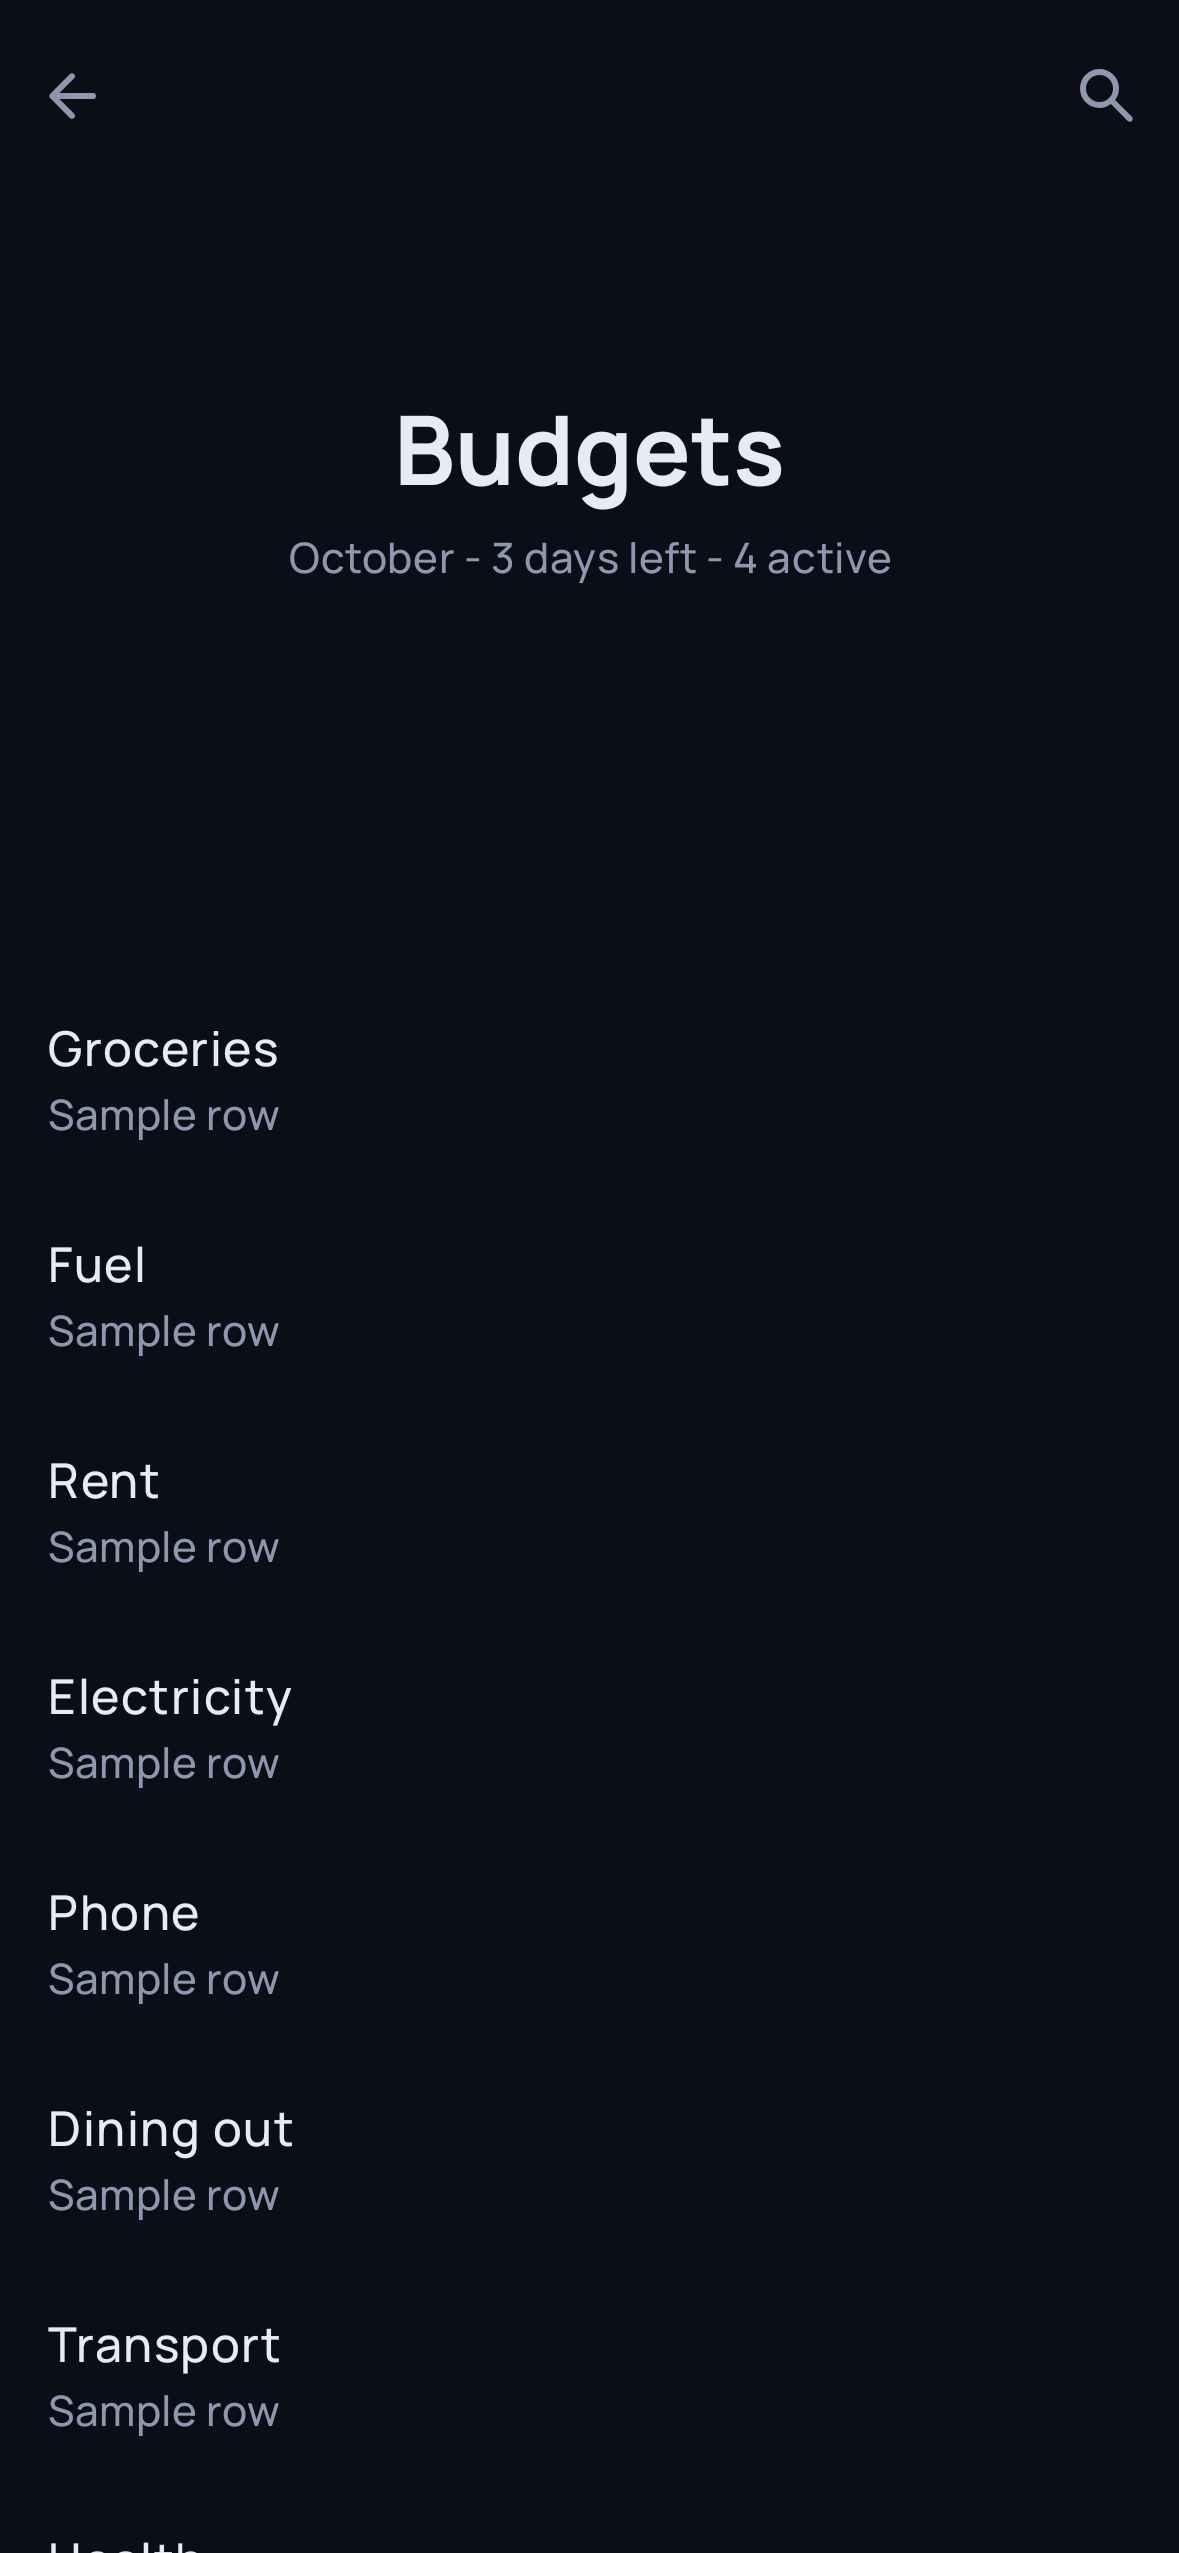 Budgets
October - 3 days left - 4 active
Groceries
Sample row
Fuel
Sample row
Rent
Sample row
Electricity
Sample row
Phone
Sample row
Dining out
Sample row
Transport
Sample row
Health